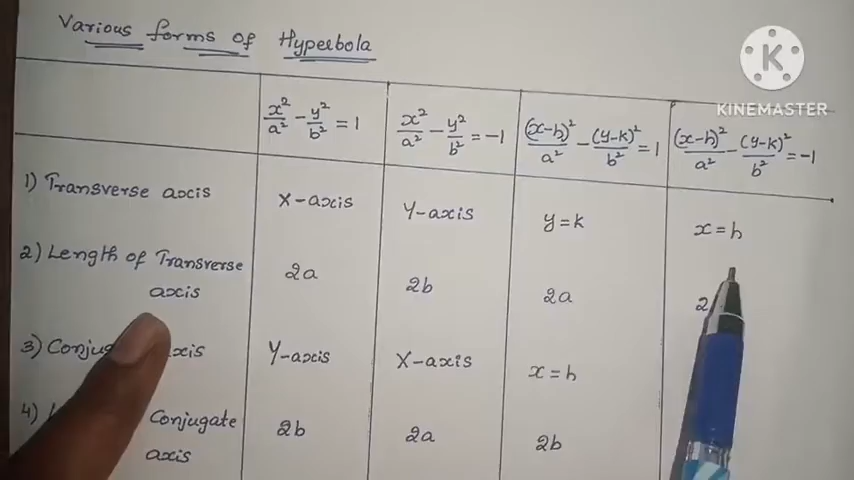 Various forms of Hyperbola
K
KINEMASTER
x²/a² - y²/b² = 1
x²/a² - y²/b² = -1
(x-h)²/a² - (y-k)²/b² = 1
(x-h)²/a² - (y-k)²/b² = -1
1) Transverse axis
X-axis
Y-axis
y=k
x=h
2) Length of Transverse
axis
2a
2b
2a
2
3)
Y-axis
X-axis
x=h
4)
Conjugate
axis
2b
2a
2b